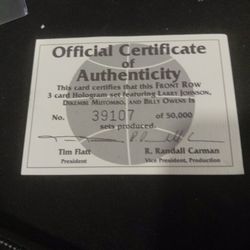 Official Certificate
of
Authenticity
This card certifies that this Front Row
3 card Hologram set featuring Larry Johnson,
Dikembe Mutombo, and Billy Owens is
No. 39107 of 50,000
sets produced.
Tim Flatt R. Randall Carman
President Vice President, Production